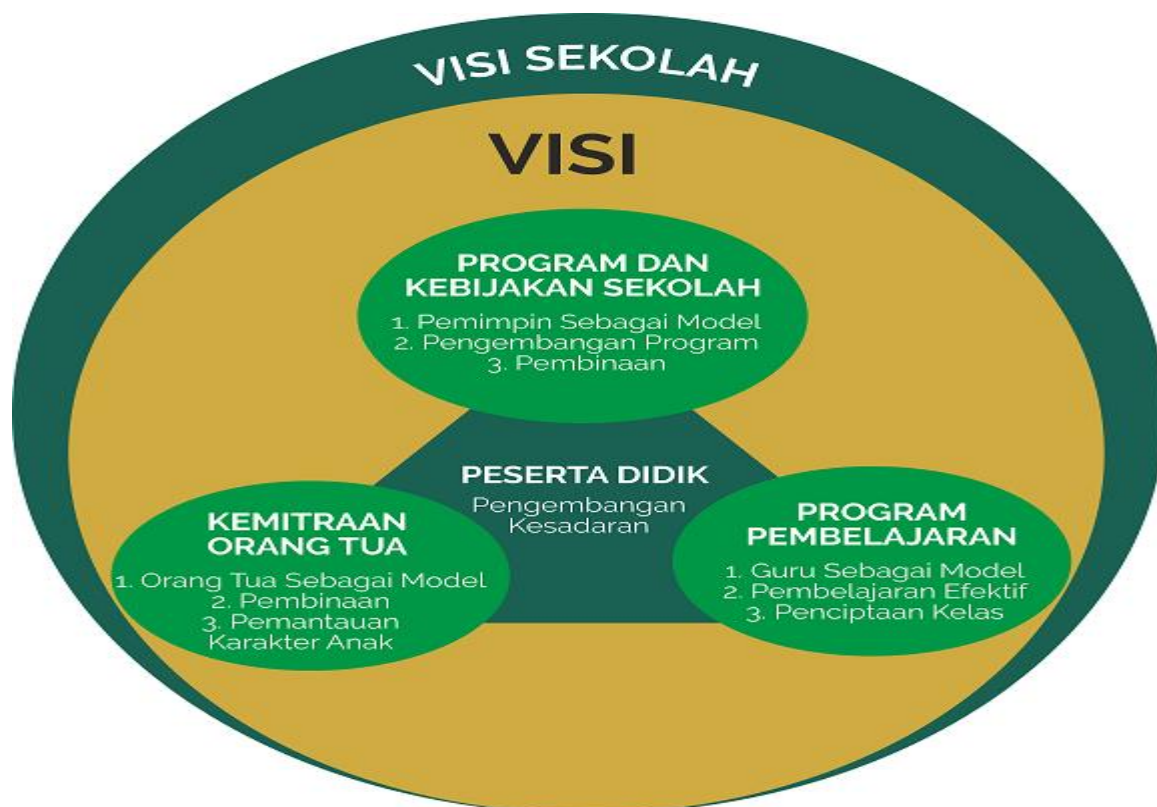 VISI SEKOLAH
VISI
PROGRAM DAN
KEBIJAKAN SEKOLAH
1. Pemimpin Sebagai Model
2. Pengembangan Program
3. Pembinaan
PESERTA DIDIK
Pengembangan
Kesadaran
KEMITRAAN
ORANG TUA
1. Orang Tua Sebagai Model
2. Pembinaan
3. Pemantauan
Karakter Anak
PROGRAM
PEMBELAJARAN
1. Guru Sebagai Model
2. Pembelajaran Efektif
3. Penciptaan Kelas